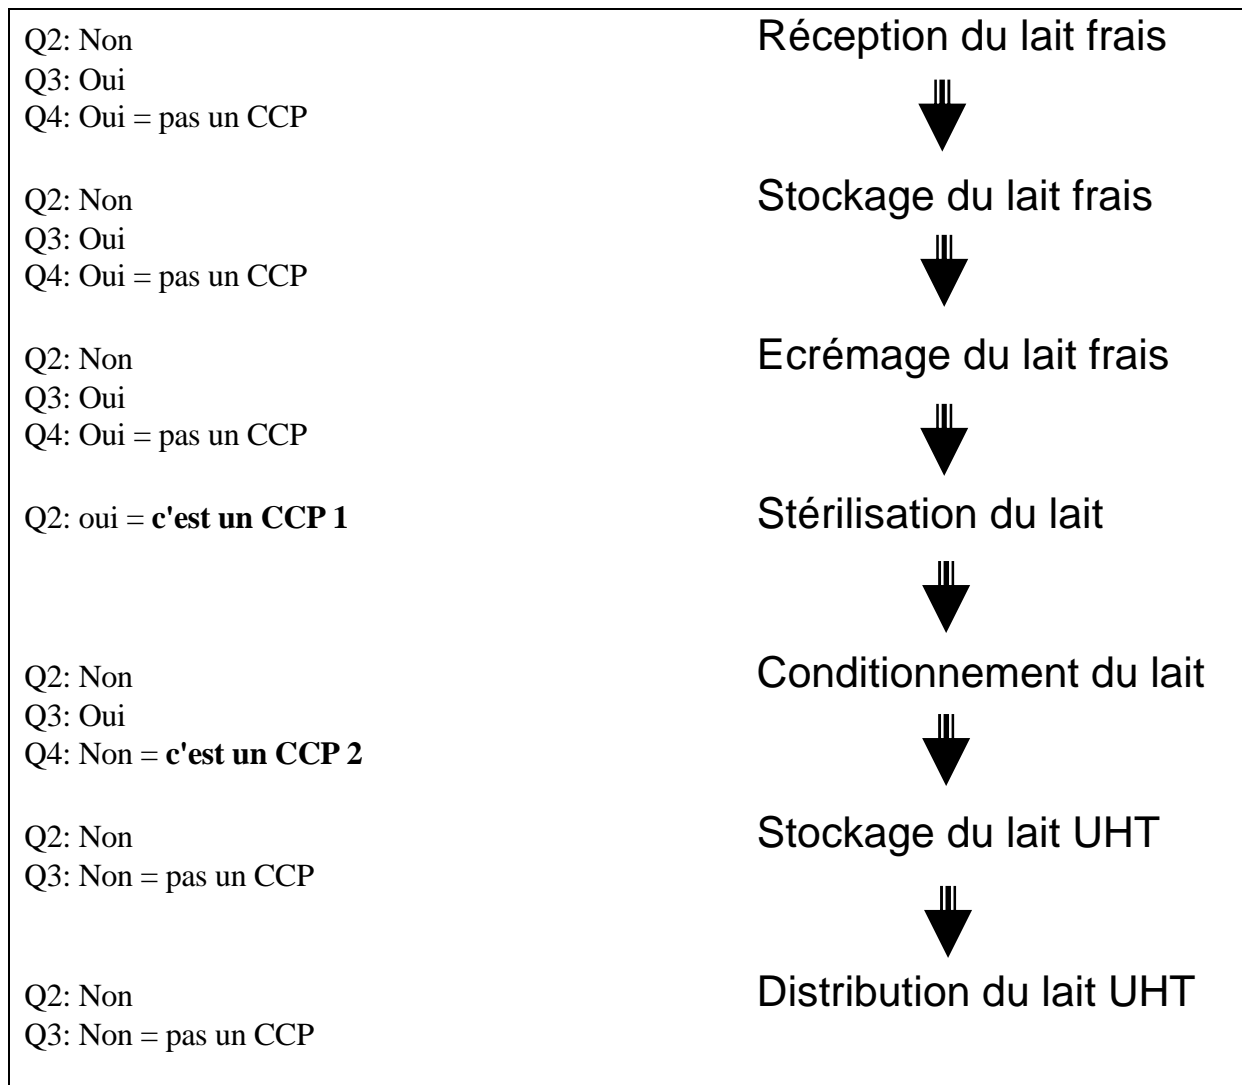 Q2: Non
Q3: Oui
Q4: Oui = pas un CCP
Réception du lait frais
Q2: Non
Q3: Oui
Q4: Oui = pas un CCP
Stockage du lait frais
Q2: Non
Q3: Oui
Q4: Oui = pas un CCP
Ecrémage du lait frais
Q2: oui = c'est un CCP 1
Stérilisation du lait
Q2: Non
Q3: Oui
Q4: Non = c'est un CCP 2
Conditionnement du lait
Q2: Non
Q3: Non = pas un CCP
Stockage du lait UHT
Q2: Non
Q3: Non = pas un CCP
Distribution du lait UHT